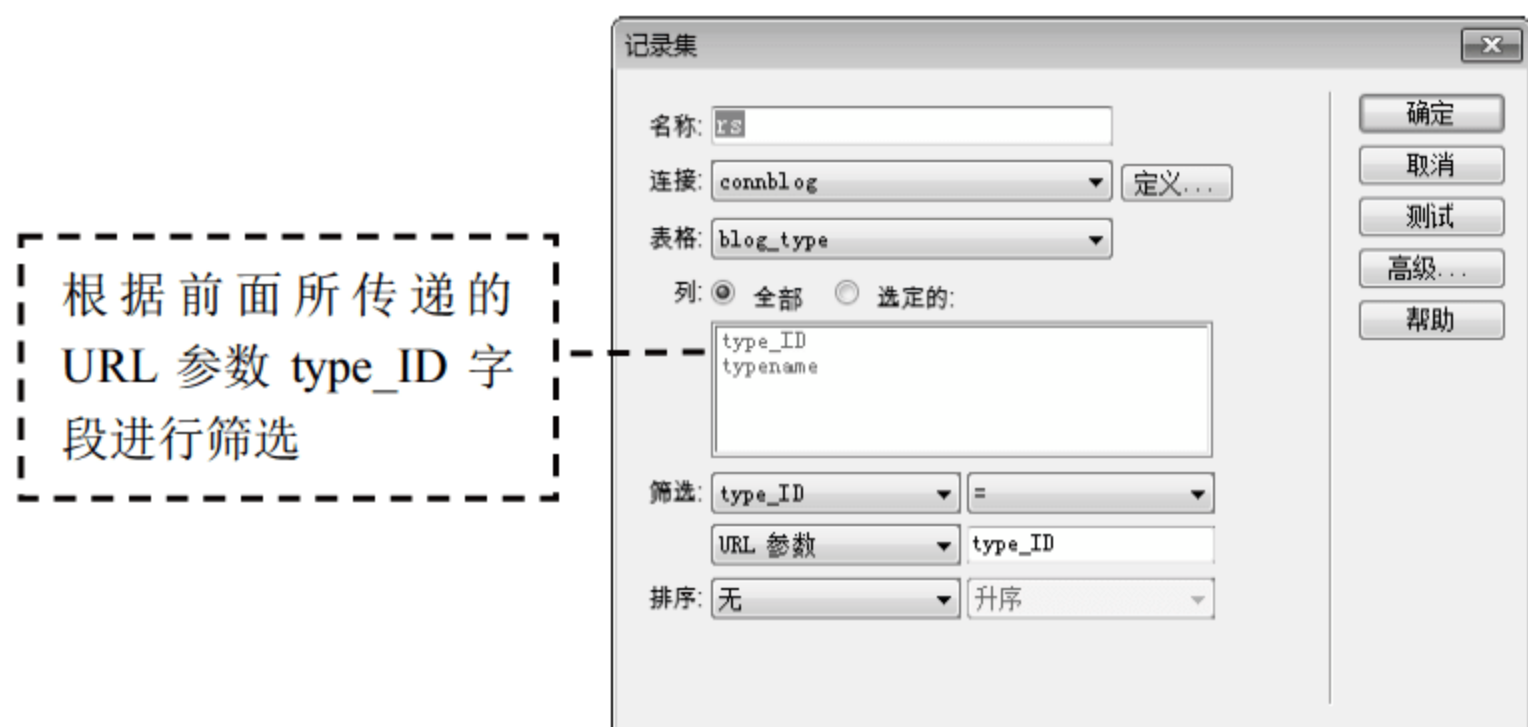 记录集
名称: rs
连接: connblog 定义...
表格: blog_type
列: 全部 选定的:
type_ID
typename
筛选: type_ID =
URL 参数 type_ID
排序: 无 升序
确定
取消
测试
高级...
帮助
根据前面所传递的
URL 参数 type_ID 字
段进行筛选